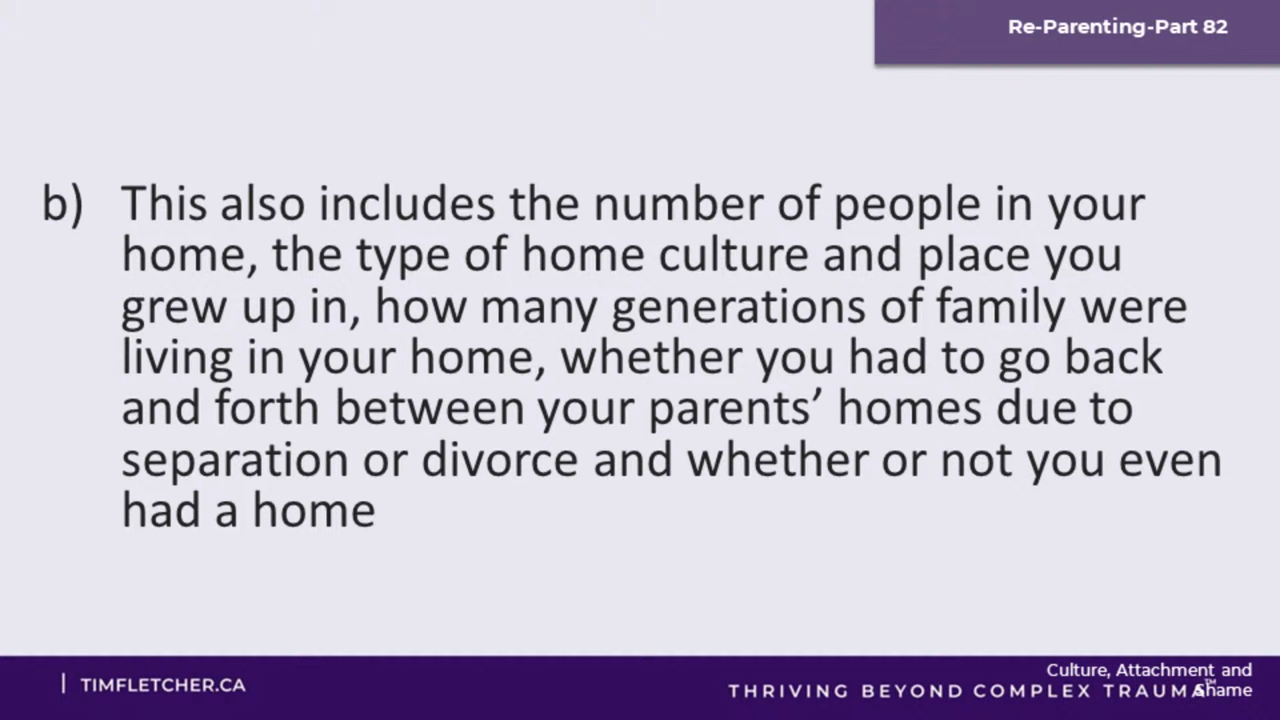 Re-Parenting-Part 82
b) This also includes the number of people in your
home, the type of home culture and place you
grew up in, how many generations of family were
living in your home, whether you had to go back
and forth between your parents’ homes due to
separation or divorce and whether or not you even
had a home
| TIMFLETCHER.CA
Culture, Attachment and
Shame
THRIVING BEYOND COMPLEX TRAUMA™